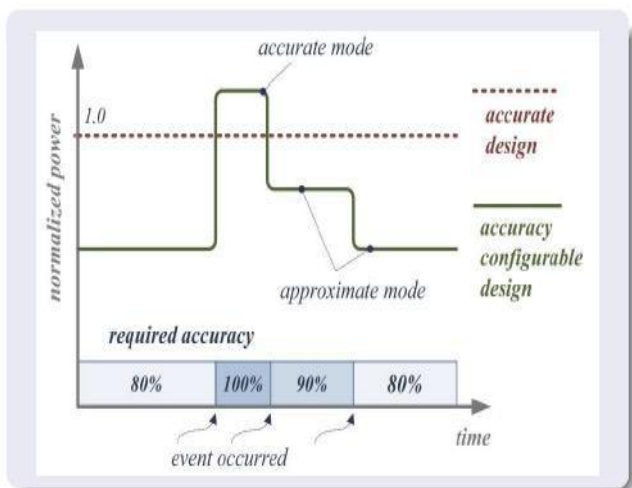 accurate mode
1.0
normalized power
accurate
design
accuracy
configurable
design
approximate mode
required accuracy
80%
100%
90%
80%
time
event occurred